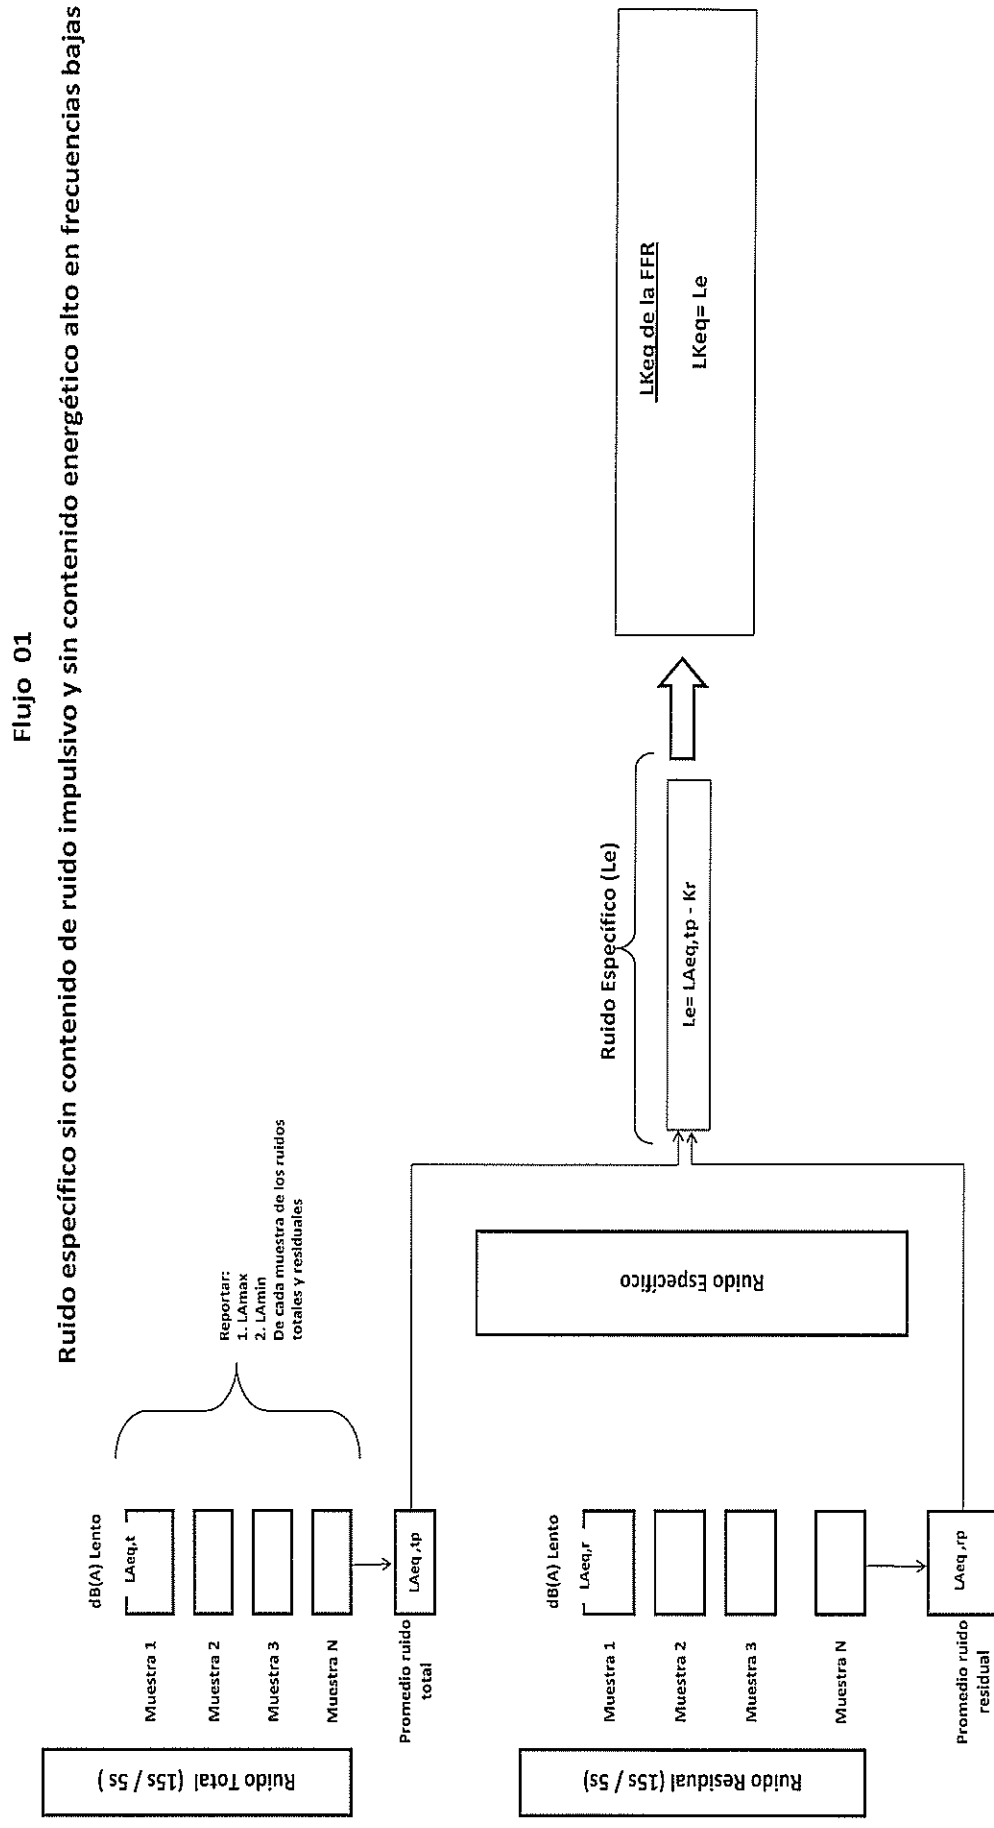 Flujo 01
Ruido específico sin contenido de ruido impulsivo y sin contenido energético alto en frecuencias bajas
Ruido Total (15s / 5s )
dB(A) Lento
Muestra 1
LAeq,t
Muestra 2
Muestra 3
Muestra N
Promedio ruido
total
LAeq ,tp
Reportar:
1. LAmax
2. LAmin
De cada muestra de los ruidos
totales y residuales
Ruido Residual (15s / 5s)
dB(A) Lento
Muestra 1
LAeq,r
Muestra 2
Muestra 3
Muestra N
Promedio ruido
residual
LAeq ,rp
Ruido Específico
Ruido Específico (Le)
Le= LAeq,tp - Kr
LKeq de la FFR
LKeq= Le